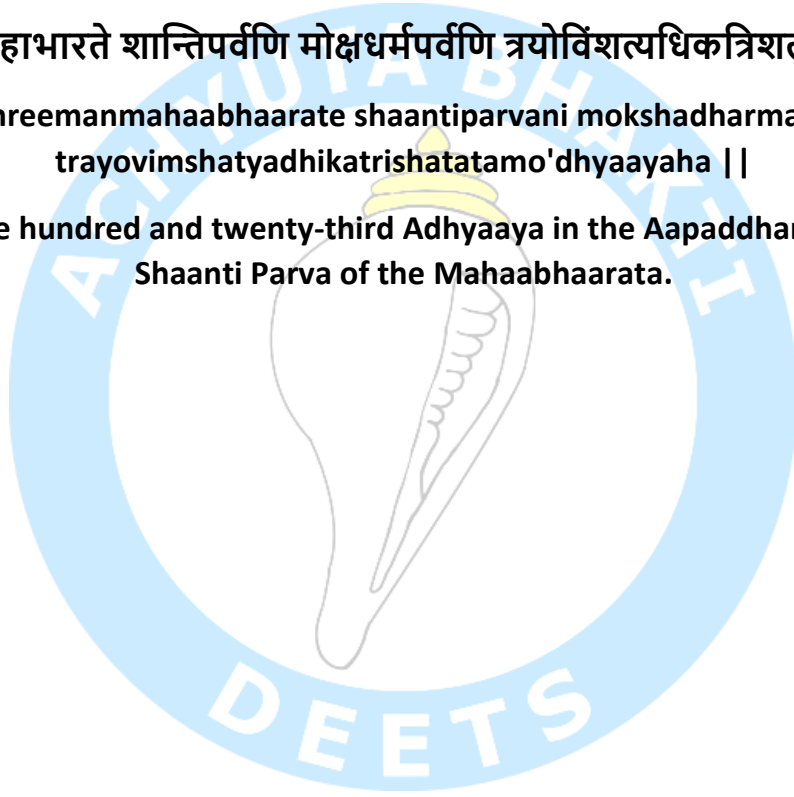 हाभारते शान्तिपर्वणि मोक्षधर्मपर्वणि त्रयोविंशत्यधिकत्रिशत
hreemanmahaabhaarate shaantiparvani mokshadharma
trayovimshatyadhikatrishatatamo'dhyaayaha ||
e hundred and twenty-third Adhyaaya in the Aapaddhar
Shaanti Parva of the Mahaabhaarata.
ACHYUTA BHAKTI
DEETS